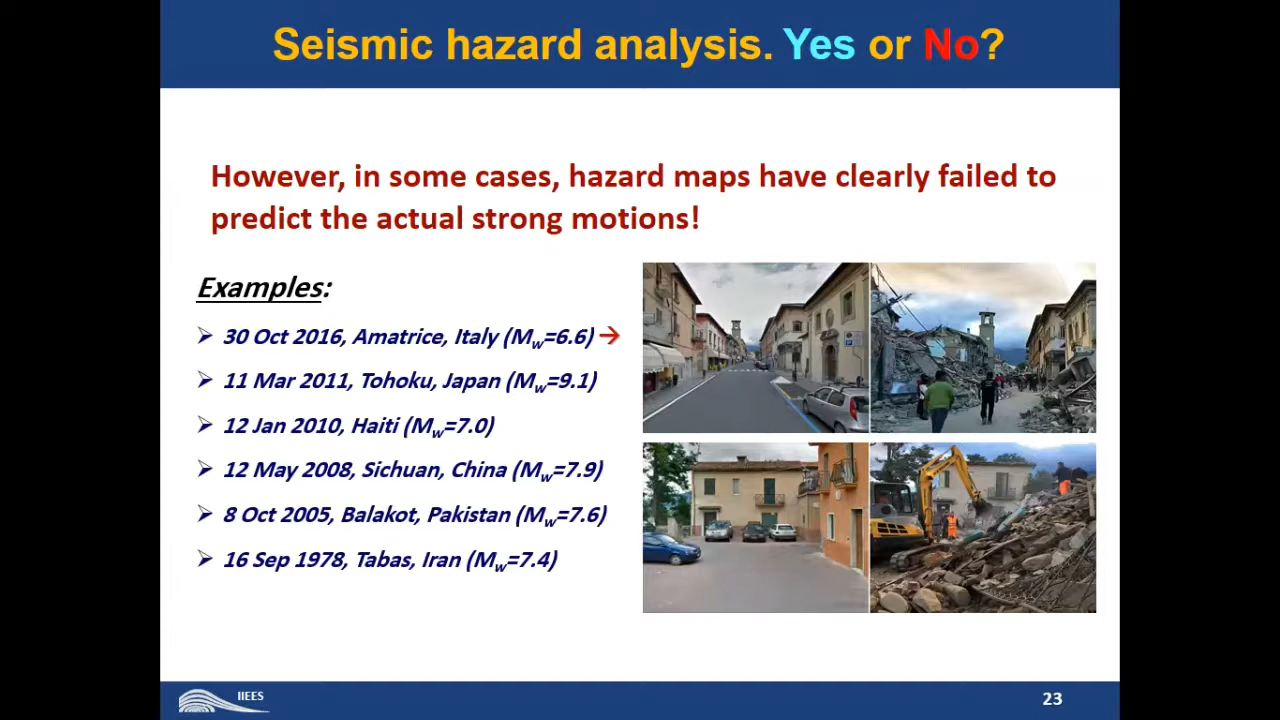 Seismic hazard analysis. Yes or No?
However, in some cases, hazard maps have clearly failed to
predict the actual strong motions!
Examples:
➢ 30 Oct 2016, Amatrice, Italy (Mw=6.6) →
➢ 11 Mar 2011, Tohoku, Japan (Mw=9.1)
➢ 12 Jan 2010, Haiti (Mw=7.0)
➢ 12 May 2008, Sichuan, China (Mw=7.9)
➢ 8 Oct 2005, Balakot, Pakistan (Mw=7.6)
➢ 16 Sep 1978, Tabas, Iran (Mw=7.4)
IIEES
23